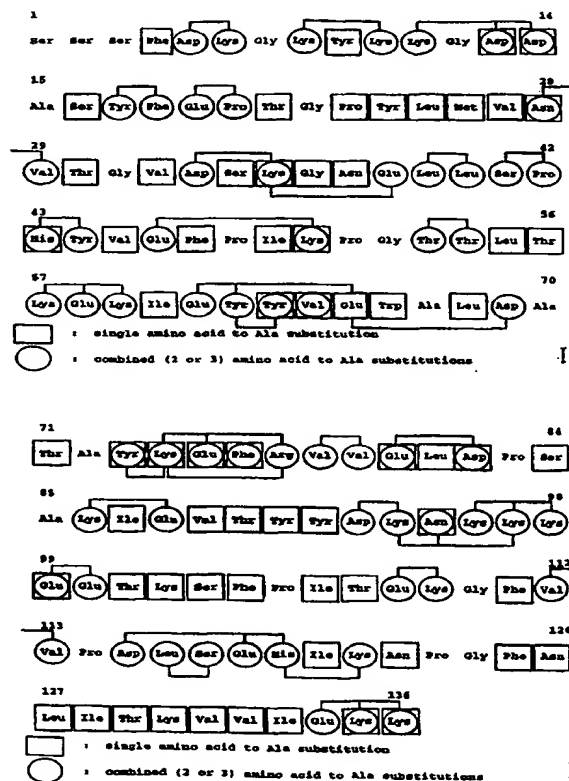 1 14
Ser Ser Ser Phe Asp Lys Gly Lys Tyr Lys Lys Gly Asp Asp
15 28
Ala Ser Tyr Phe Glu Pro Thr Gly Pro Tyr Leu Met Val Asn
29 42
Val Thr Gly Val Asp Ser Lys Gly Asn Glu Leu Leu Ser Pro
43 56
His Tyr Val Glu Phe Pro Ile Lys Pro Gly Thr Thr Leu Thr
57 70
Lys Glu Lys Ile Glu Tyr Tyr Val Glu Trp Ala Leu Asp Ala
: single amino acid to Ala substitution
: combined (2 or 3) amino acid to Ala substitutions
71 84
Thr Ala Tyr Lys Glu Phe Arg Val Val Glu Leu Asp Pro Ser
85 98
Ala Lys Ile Glu Val Thr Tyr Tyr Asp Lys Asn Lys Lys Lys
99 112
Glu Glu Thr Lys Ser Phe Pro Ile Thr Glu Lys Gly Phe Val
113 126
Val Pro Asp Leu Ser Glu His Ile Lys Asn Pro Gly Phe Asn
127 136
Leu Ile Thr Lys Val Val Ile Glu Lys Lys
: single amino acid to Ala substitution
: combined (2 or 3) amino acid to Ala substitutions